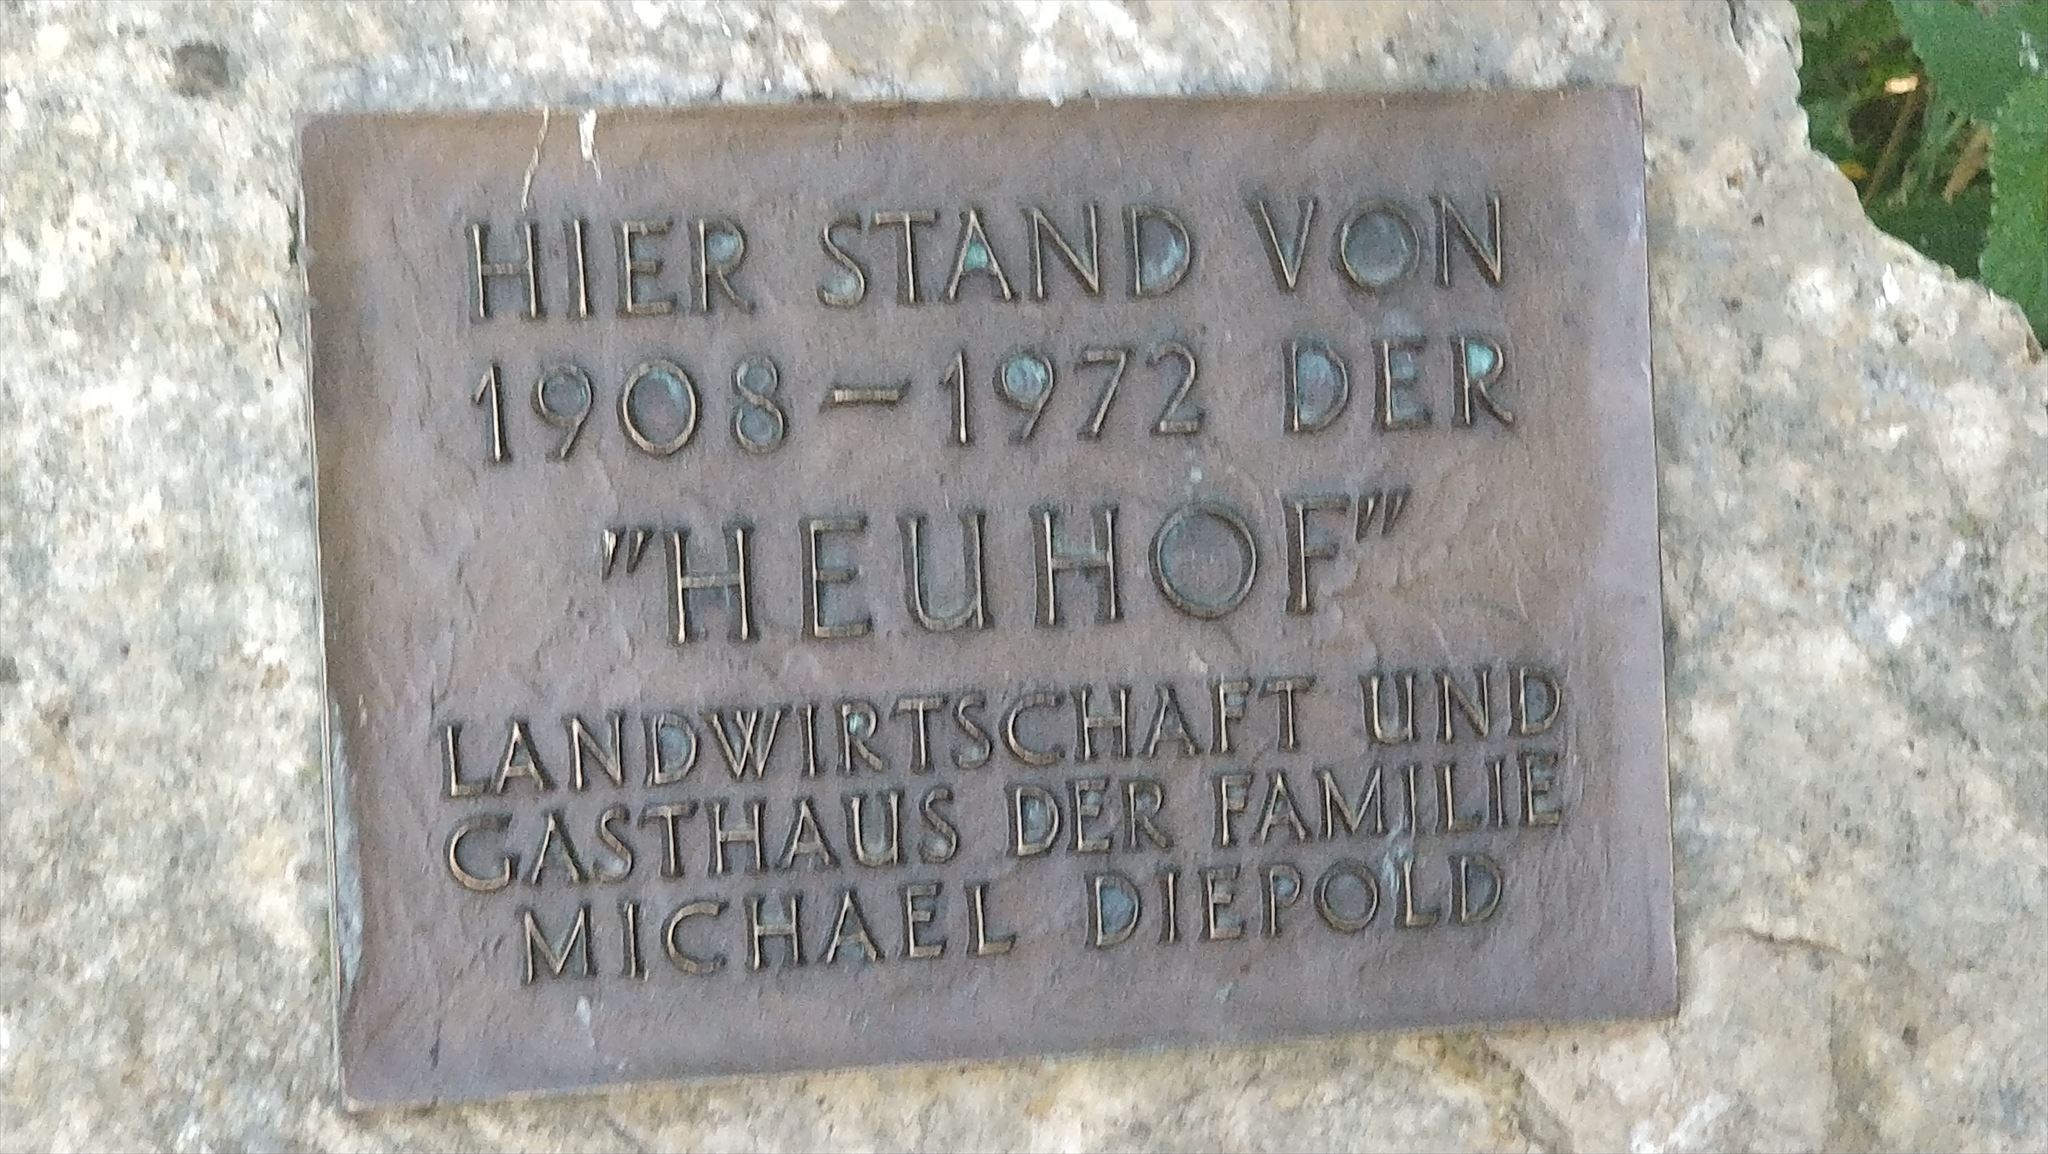 HIER STAND VON
1908 – 1972 DER
"HEUHOF"
LANDWIRTSCHAFT UND
GASTHAUS DER FAMILIE
MICHAEL DIEPOLD